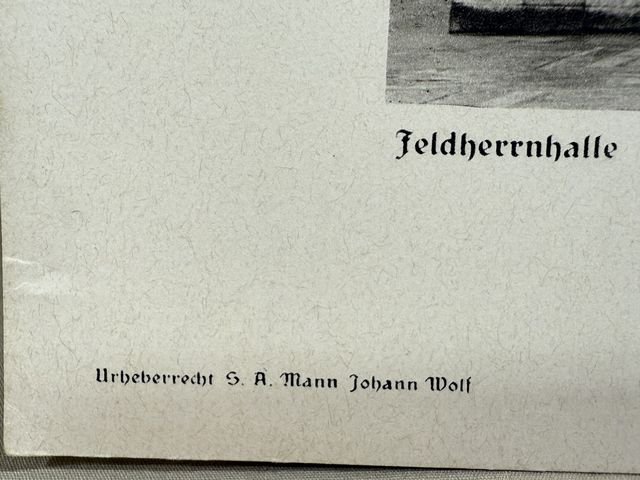 Feldherrnhalle
Urheberrecht S. A. Mann Johann Wolf